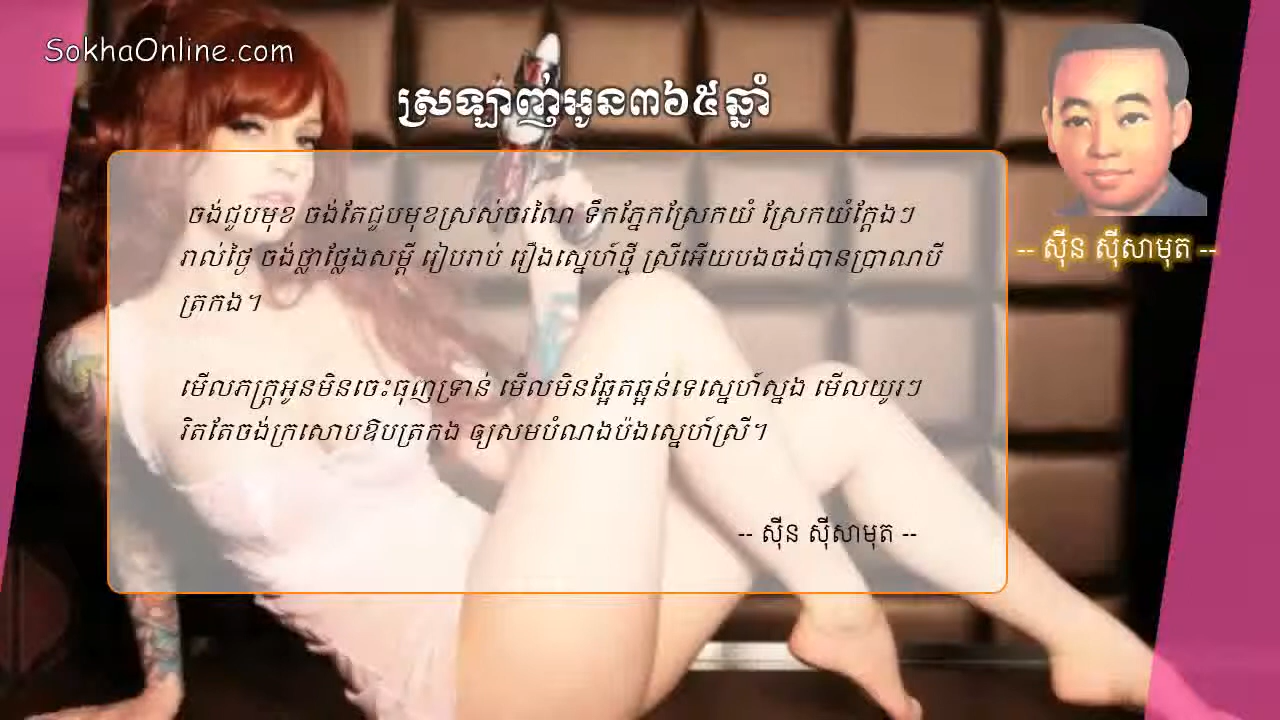 SokhaOnline.com
ស្រឡាញ់អូន៣៦៥ឆ្នាំ
ចង់ជួបមុខ ចង់តែជួបមុខស្រស់ចរណៃ ទឹកភ្នែកស្រែកយំ ស្រែកយំក្ដែងៗ
រាល់ថ្ងៃ ចង់ថ្លាថ្លែងសម្ដី រៀបរាប់ រឿងស្នេហ៍ថ្មី ស្រីអើយបងចង់បានប្រាណបី
ត្រកង។
មើលភក្ត្រអូនមិនចេះធុញទ្រាន់ មើលមិនឆ្អែតឆ្អន់ទេស្នេហ៍ស្នង មើលយូរៗ
រិតតែចង់ក្រសោបឱបត្រកង ឲ្យសមបំណងប៉ងស្នេហ៍ស្រី។
-- ស៊ីន ស៊ីសាមុត --
-- ស៊ីន ស៊ីសាមុត --